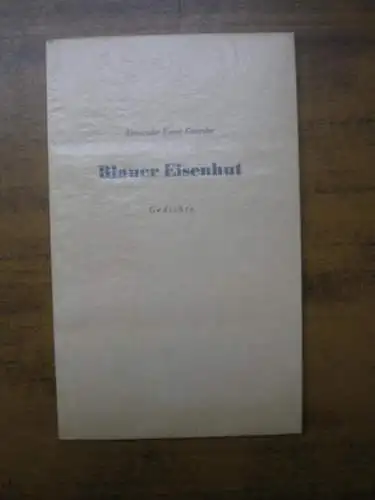 Alexander Xaver Gwerder
Blauer Eisenhut
Gedichte